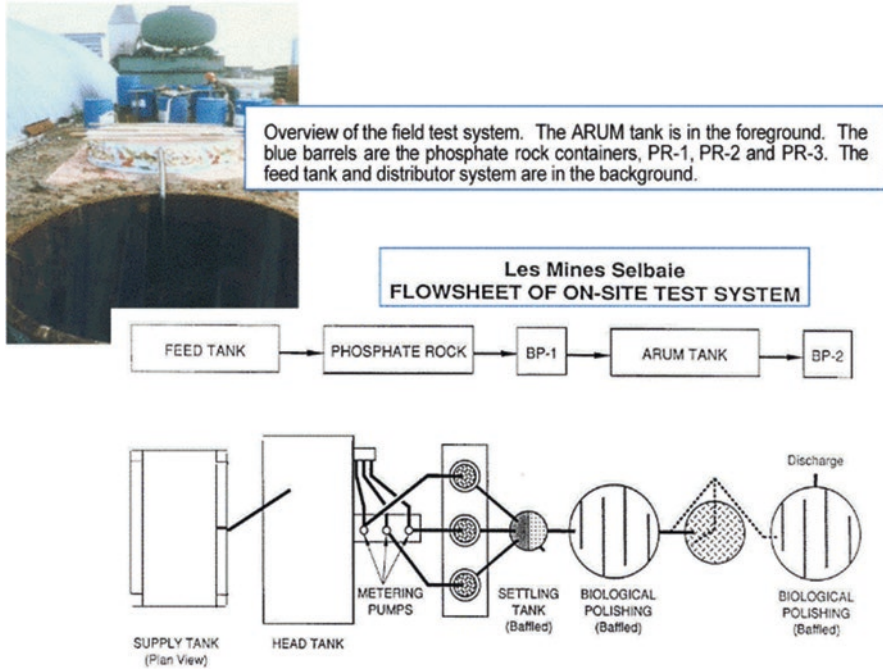 Overview of the field test system. The ARUM tank is in the foreground. The
blue barrels are the phosphate rock containers, PR-1, PR-2 and PR-3. The
feed tank and distributor system are in the background.
Les Mines Selbaie
FLOWSHEET OF ON-SITE TEST SYSTEM
FEED TANK
PHOSPHATE ROCK
BP-1
ARUM TANK
BP-2
Discharge
METERING
PUMPS
SETTLING
TANK
(Baffled)
BIOLOGICAL
POLISHING
(Baffled)
BIOLOGICAL
POLISHING
(Baffled)
SUPPLY TANK
(Plan View)
HEAD TANK